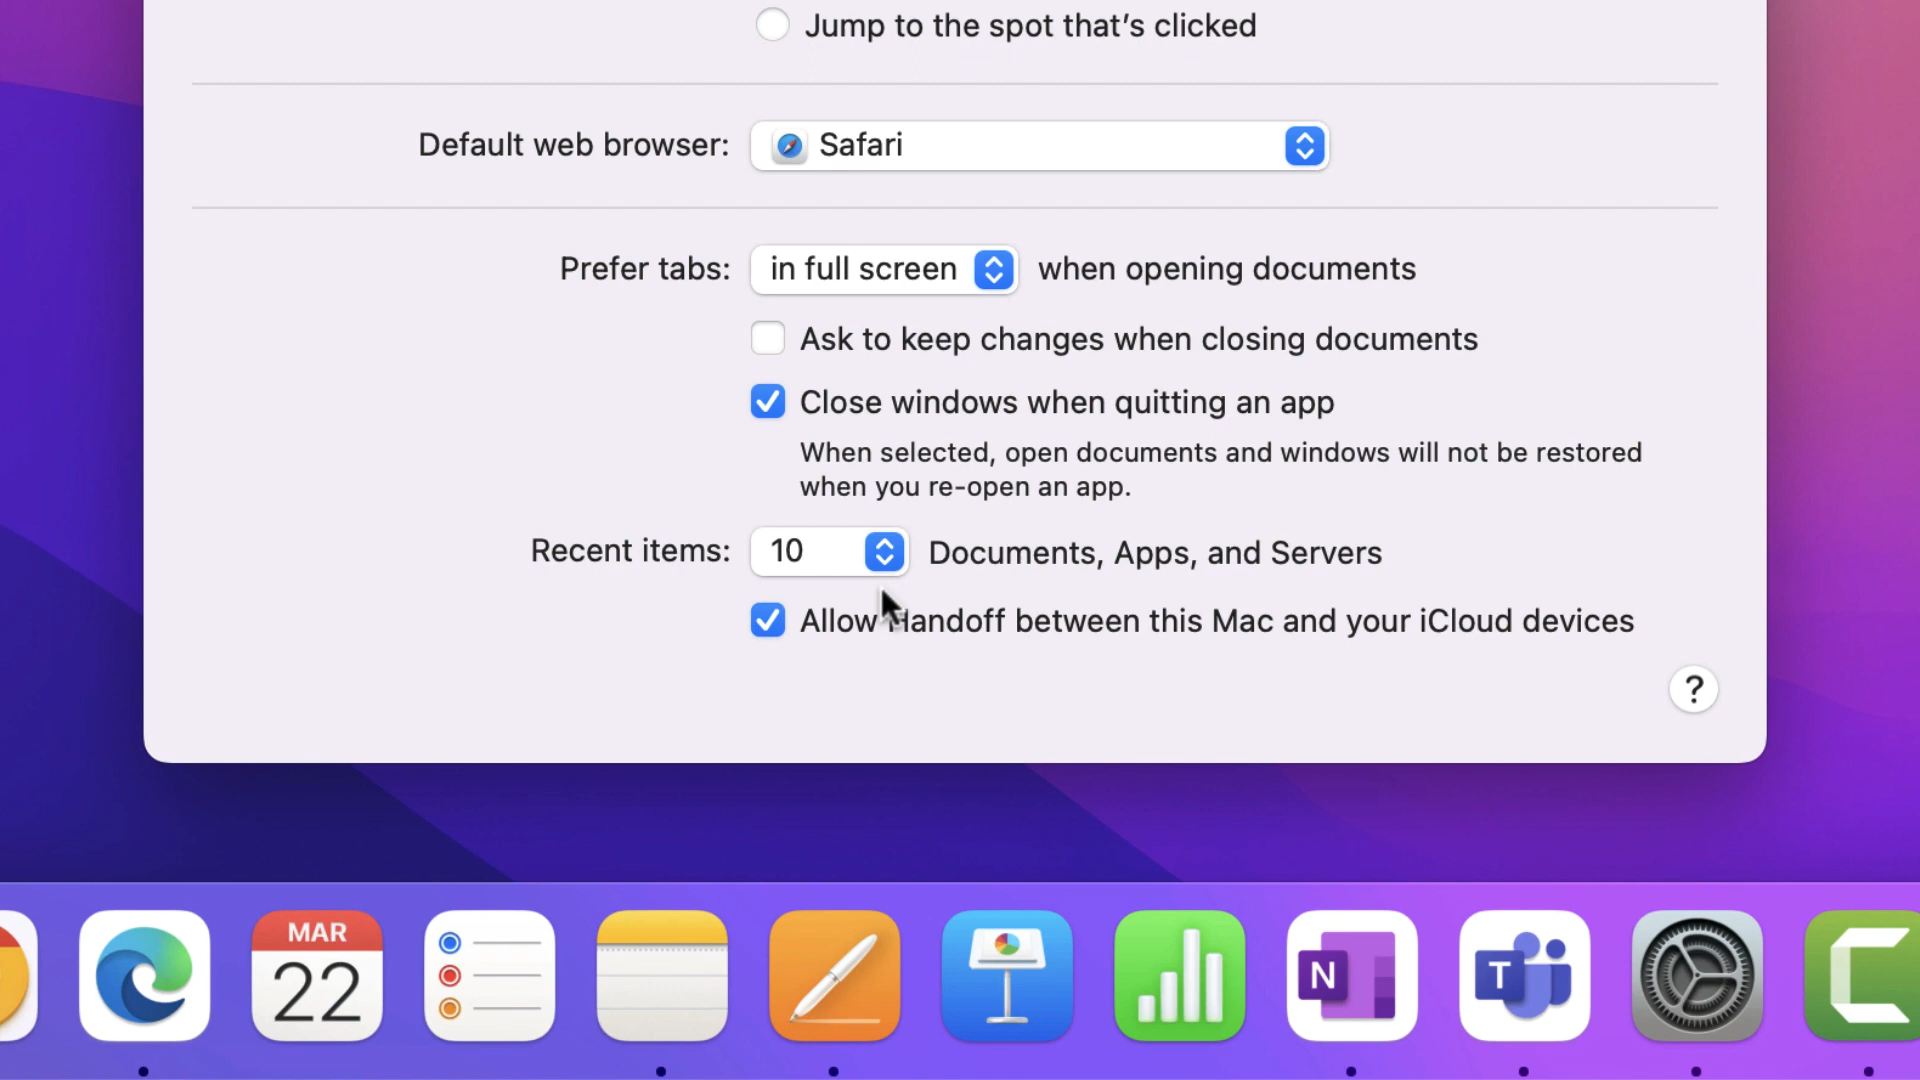 Jump to the spot that's clicked
Default web browser: Safari
Prefer tabs: in full screen when opening documents
Ask to keep changes when closing documents
Close windows when quitting an app
When selected, open documents and windows will not be restored
when you re-open an app.
Recent items: 10 Documents, Apps, and Servers
Allow Handoff between this Mac and your iCloud devices
?
MAR
22
N
T